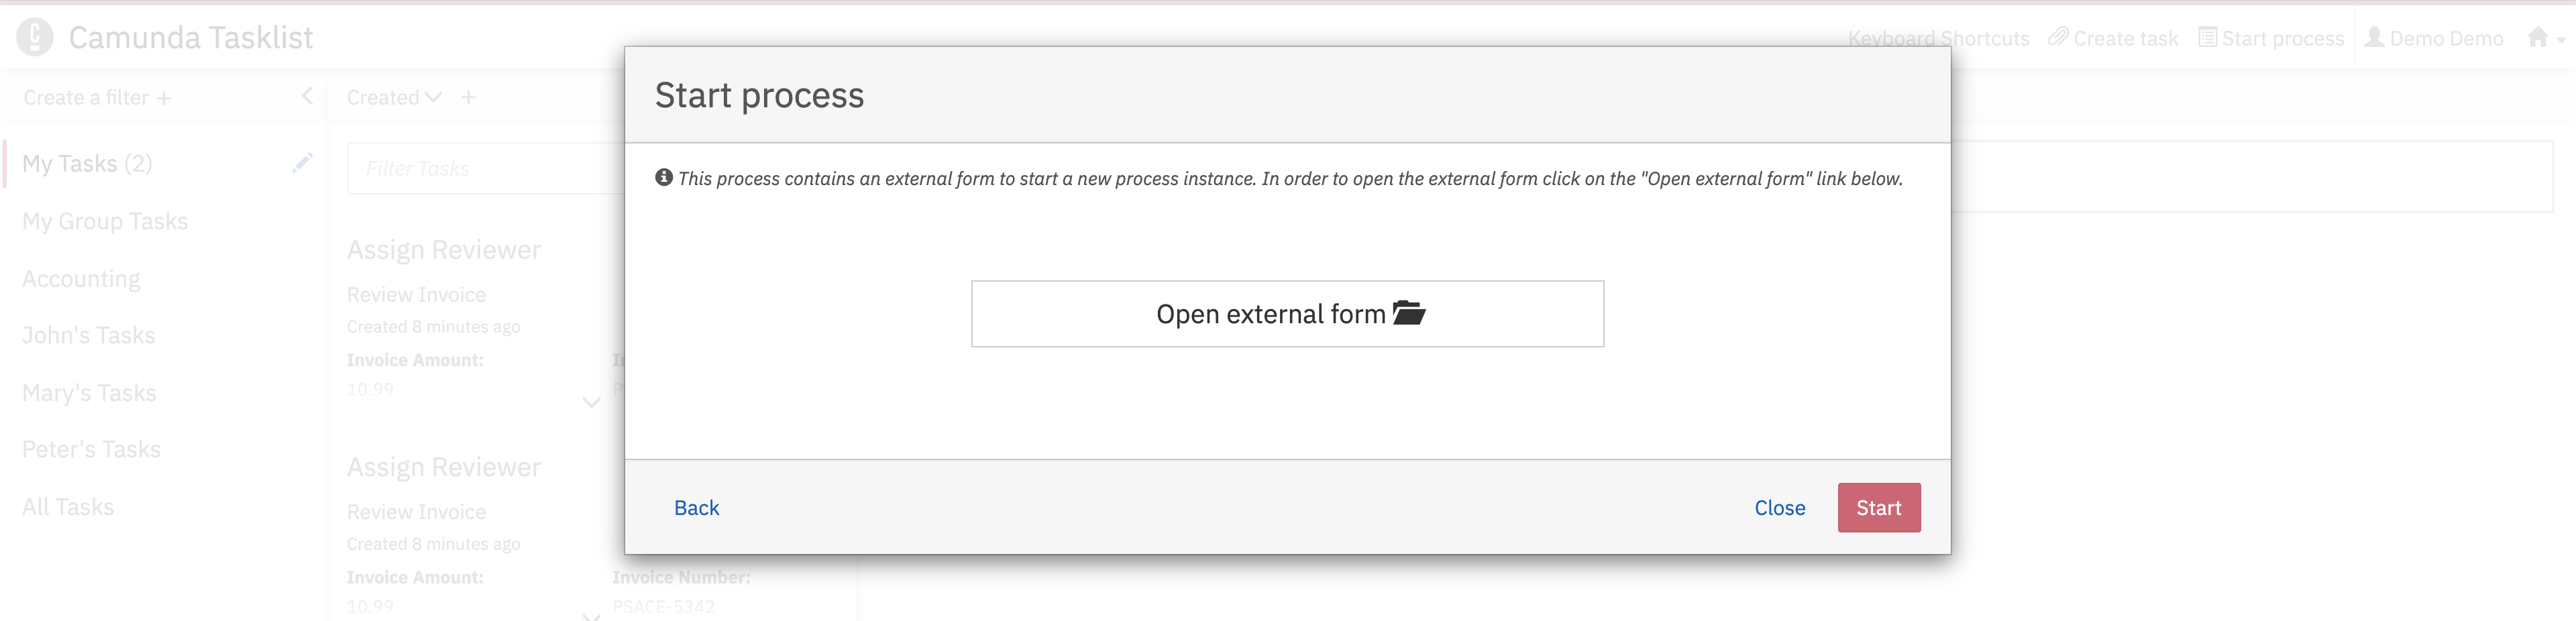 Camunda Tasklist
Keyboard Shortcuts Create task Start process Demo Demo
Create a filter +
Created +
My Tasks (2)
My Group Tasks
Accounting
John's Tasks
Mary's Tasks
Peter's Tasks
All Tasks
Filter Tasks
Assign Reviewer
Review Invoice
Created 8 minutes ago
Invoice Amount:
10.99
Assign Reviewer
Review Invoice
Created 8 minutes ago
Invoice Amount: Invoice Number:
10.99 PSACE-5342
Start process
This process contains an external form to start a new process instance. In order to open the external form click on the "Open external form" link below.
Open external form
Back
Close
Start